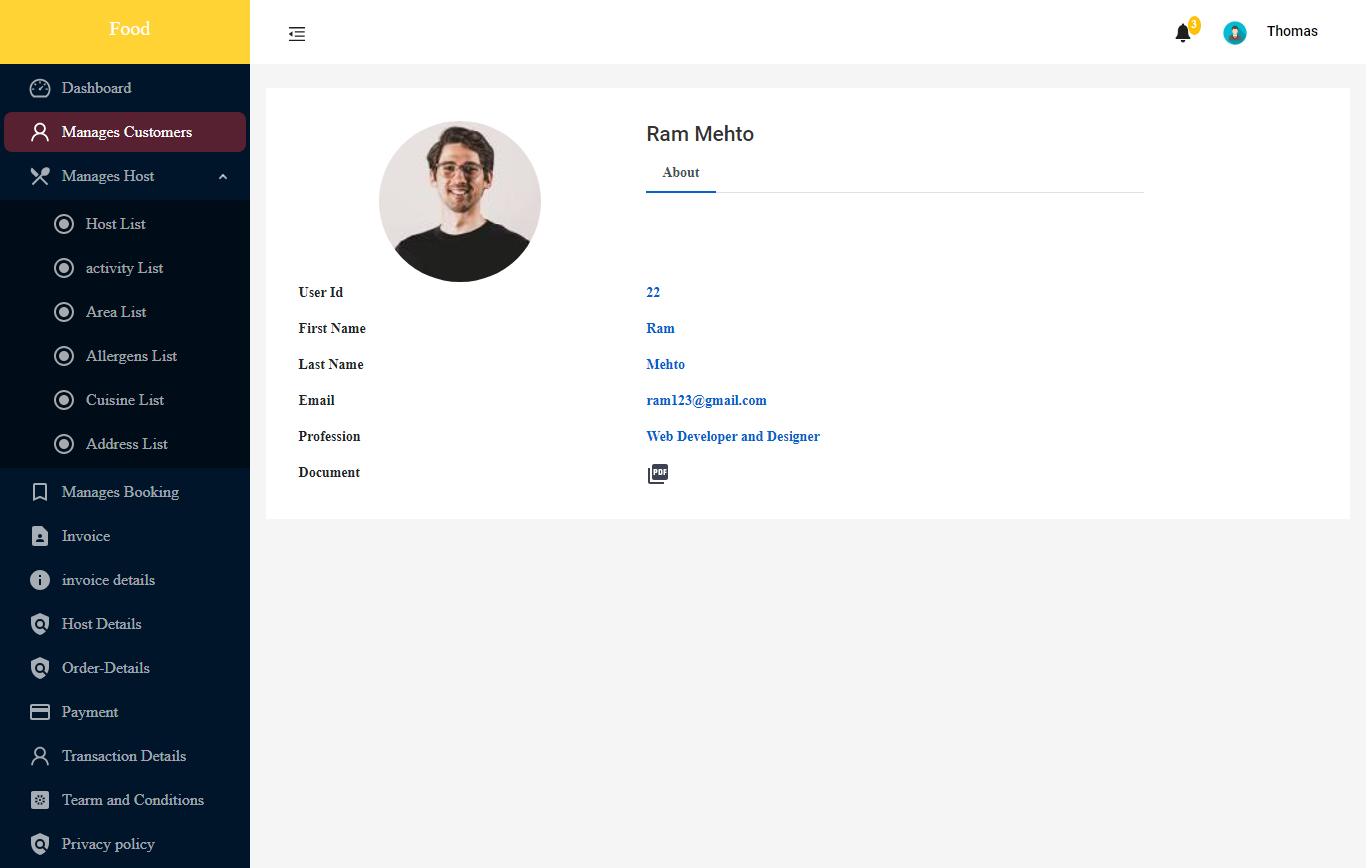 Food
3
Thomas
Dashboard
Manages Customers
Manages Host
Host List
activity List
Area List
Allergens List
Cuisine List
Address List
Manages Booking
Invoice
invoice details
Host Details
Order-Details
Payment
Transaction Details
Tearm and Conditions
Privacy policy
Ram Mehto
About
User Id 22
First Name Ram
Last Name Mehto
Email ram123@gmail.com
Profession Web Developer and Designer
Document PDF